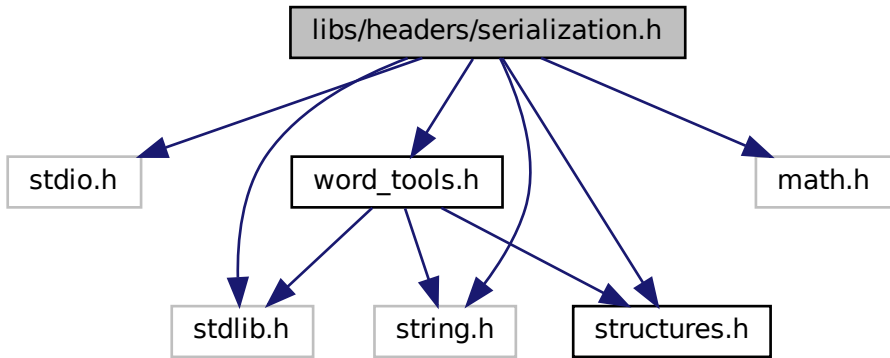 libs/headers/serialization.h
stdio.h
word_tools.h
math.h
stdlib.h
string.h
structures.h